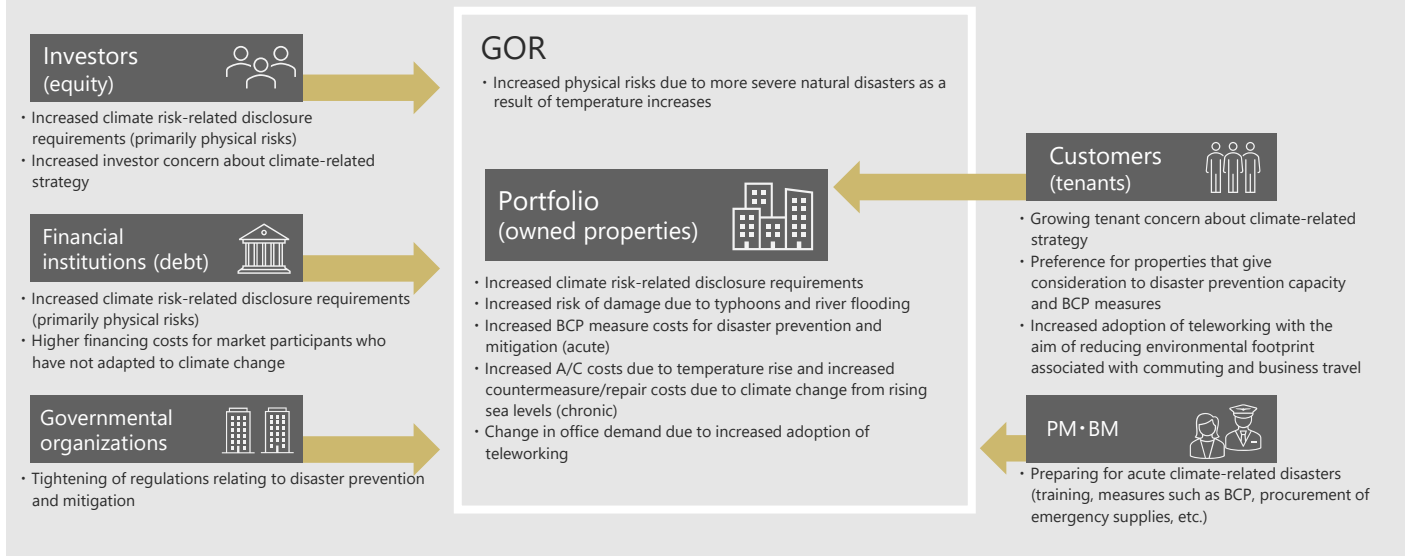 Investors
(equity)
・Increased climate risk-related disclosure
requirements (primarily physical risks)
・Increased investor concern about climate-related
strategy
Financial
institutions (debt)
・Increased climate risk-related disclosure requirements
(primarily physical risks)
・Higher financing costs for market participants who
have not adapted to climate change
Governmental
organizations
・Tightening of regulations relating to disaster prevention
and mitigation
GOR
・Increased physical risks due to more severe natural disasters as a
result of temperature increases
Portfolio
(owned properties)
・Increased climate risk-related disclosure requirements
・Increased risk of damage due to typhoons and river flooding
・Increased BCP measure costs for disaster prevention and
mitigation (acute)
・Increased A/C costs due to temperature rise and increased
countermeasure/repair costs due to climate change from rising
sea levels (chronic)
・Change in office demand due to increased adoption of
teleworking
Customers
(tenants)
・Growing tenant concern about climate-related
strategy
・Preference for properties that give
consideration to disaster prevention capacity
and BCP measures
・Increased adoption of teleworking with the
aim of reducing environmental footprint
associated with commuting and business travel
PM・BM
・Preparing for acute climate-related disasters
(training, measures such as BCP, procurement of
emergency supplies, etc.)